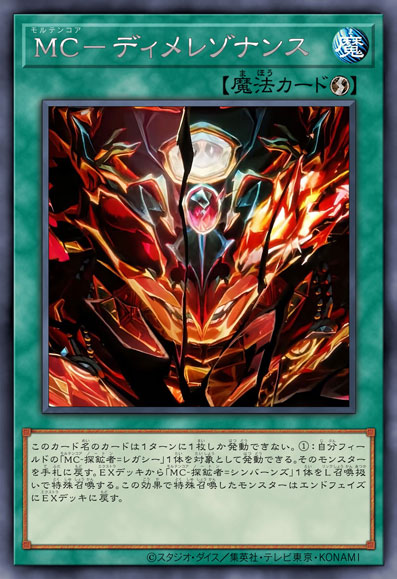 モルテンコア
MC－ディメレゾナンス
魔
【魔法カード】
このカード名のカードは1ターンに1枚しか発動できない。①：自分フィー
ルドの「MC-探鉱者=レガシー」1体を対象として発動できる。そのモンスター
を手札に戻す。EXデッキから「MC-探鉱者=シンバーンズ」1体をL召喚扱
いで特殊召喚する。この効果で特殊召喚したモンスターはエンドフェイズ
にEXデッキに戻す。
©スタジオ・ダイス／集英社・テレビ東京・KONAMI